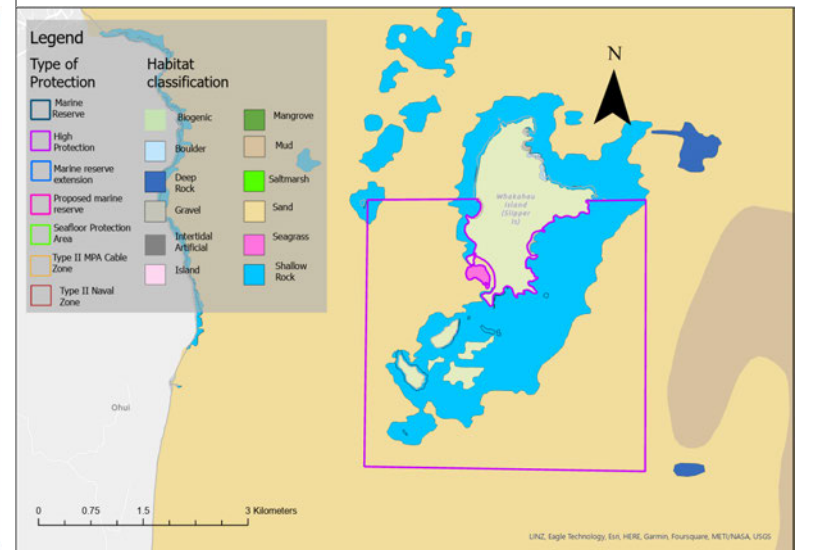 Legend
Type of
Protection
Marine
Reserve
High
Protection
Marine reserve
extension
Proposed marine
reserve
Seafloor Protection
Area
Type II MPA Cable
Zone
Type II Naval
Zone
Habitat
classification
Biogenic
Boulder
Deep
Rock
Gravel
Intertidal
Artificial
Island
Mangrove
Mud
Saltmarsh
Sand
Seagrass
Shallow
Rock
N
Whakahau
Island
(Slipper
Is)
Ohui
0 0.75 1.5 3 Kilometers
LINZ, Eagle Technology, Esri, HERE, Garmin, Foursquare, METI/NASA, USGS